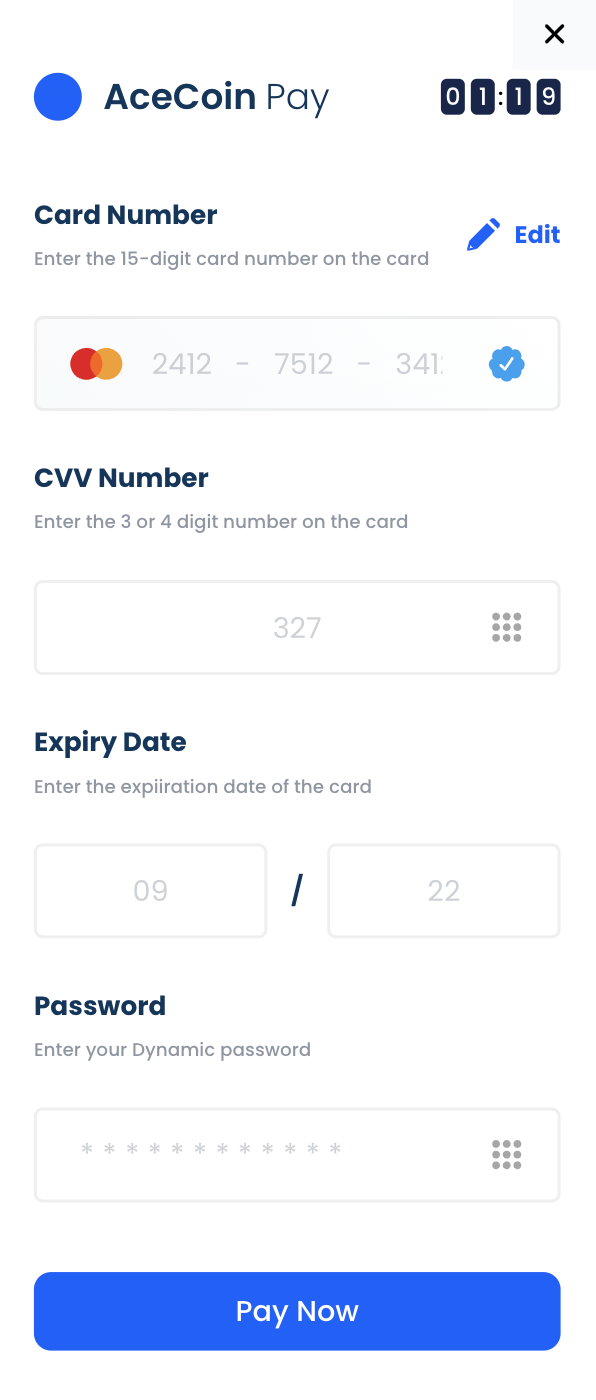 AceCoin Pay
01:19
Card Number
Edit
Enter the 15-digit card number on the card
2412 - 7512 - 341
CVV Number
Enter the 3 or 4 digit number on the card
327
Expiry Date
Enter the expiiration date of the card
09 / 22
Password
Enter your Dynamic password
* * * * * * * * * * * *
Pay Now